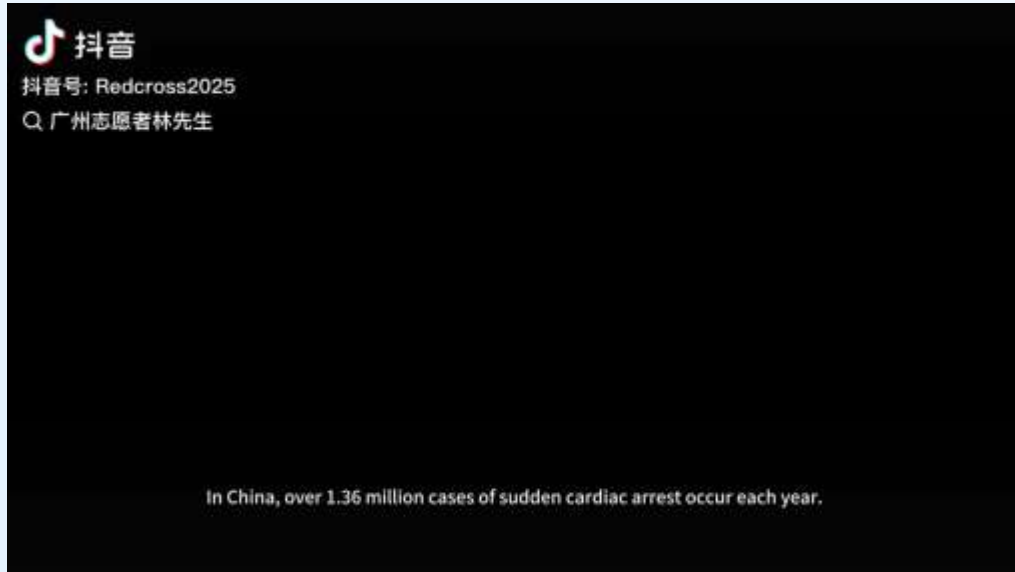 抖音
抖音号: Redcross2025
广州志愿者林先生
In China, over 1.36 million cases of sudden cardiac arrest occur each year.